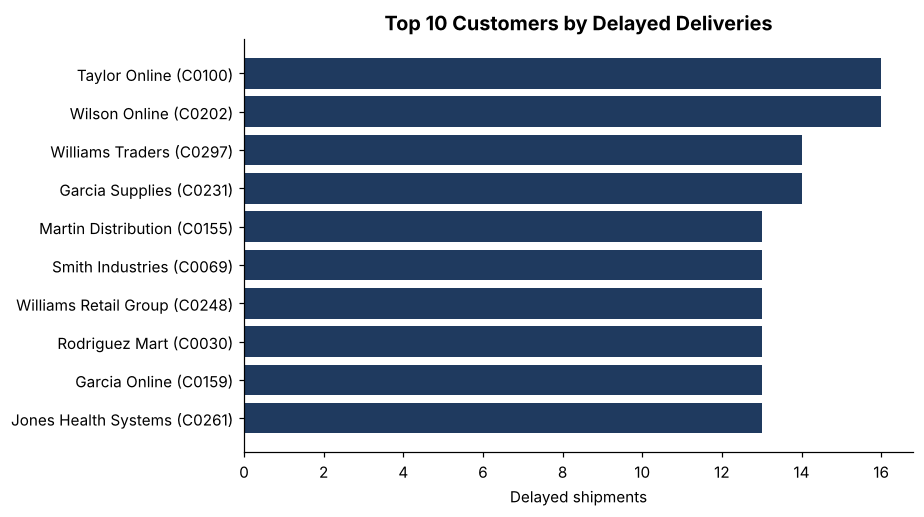 Top 10 Customers by Delayed Deliveries
Taylor Online (C0100)
Wilson Online (C0202)
Williams Traders (C0297)
Garcia Supplies (C0231)
Martin Distribution (C0155)
Smith Industries (C0069)
Williams Retail Group (C0248)
Rodriguez Mart (C0030)
Garcia Online (C0159)
Jones Health Systems (C0261)
0 2 4 6 8 10 12 14 16
Delayed shipments